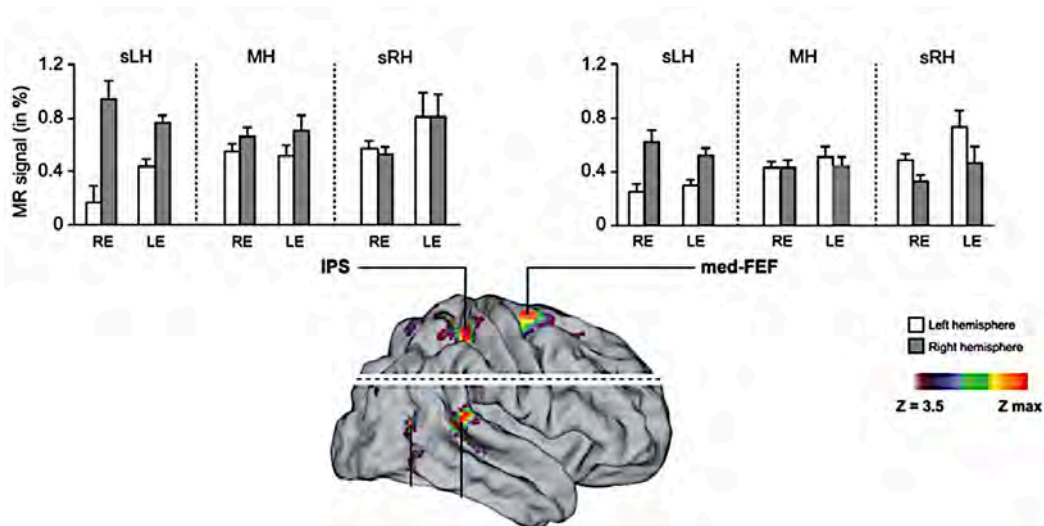 sLH MH sRH
1.2
0.8
0.4
0
MR signal (in %)
RE LE RE LE RE LE
sLH MH sRH
1.2
0.8
0.4
0
RE LE RE LE RE LE
IPS
med-FEF
Left hemisphere
Right hemisphere
Z = 3.5 Z max